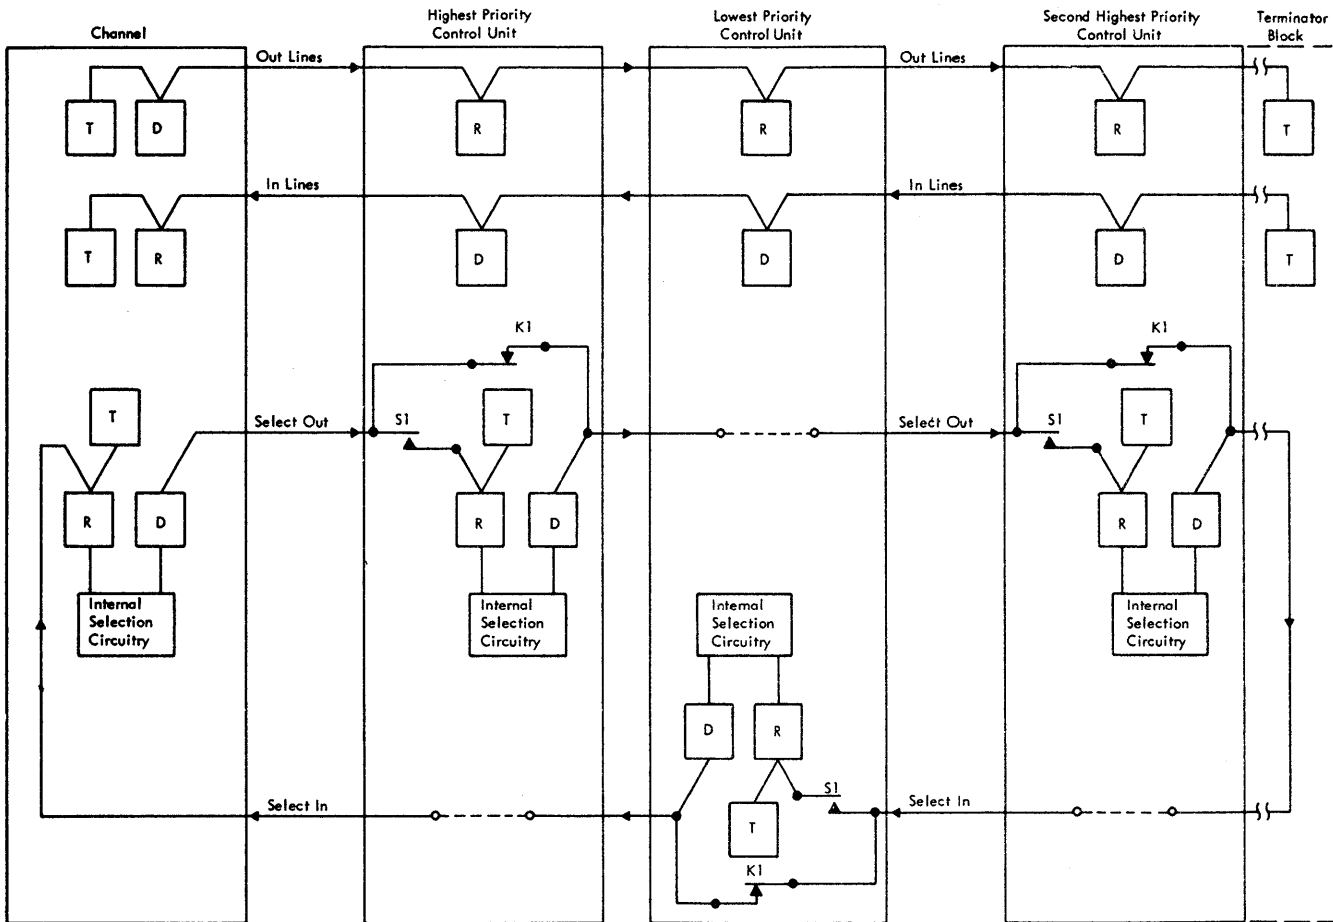 Channel
Highest Priority
Control Unit
Lowest Priority
Control Unit
Second Highest Priority
Control Unit
Terminator
Block
Out Lines
Out Lines
T
D
R
R
R
T
In Lines
In Lines
T
R
D
D
D
T
K1
K1
T
Select Out
S1
T
Select Out
S1
T
R
D
R
D
R
D
Internal
Selection
Circuitry
Internal
Selection
Circuitry
Internal
Selection
Circuitry
Internal
Selection
Circuitry
D
R
Select In
S1
Select In
T
K1